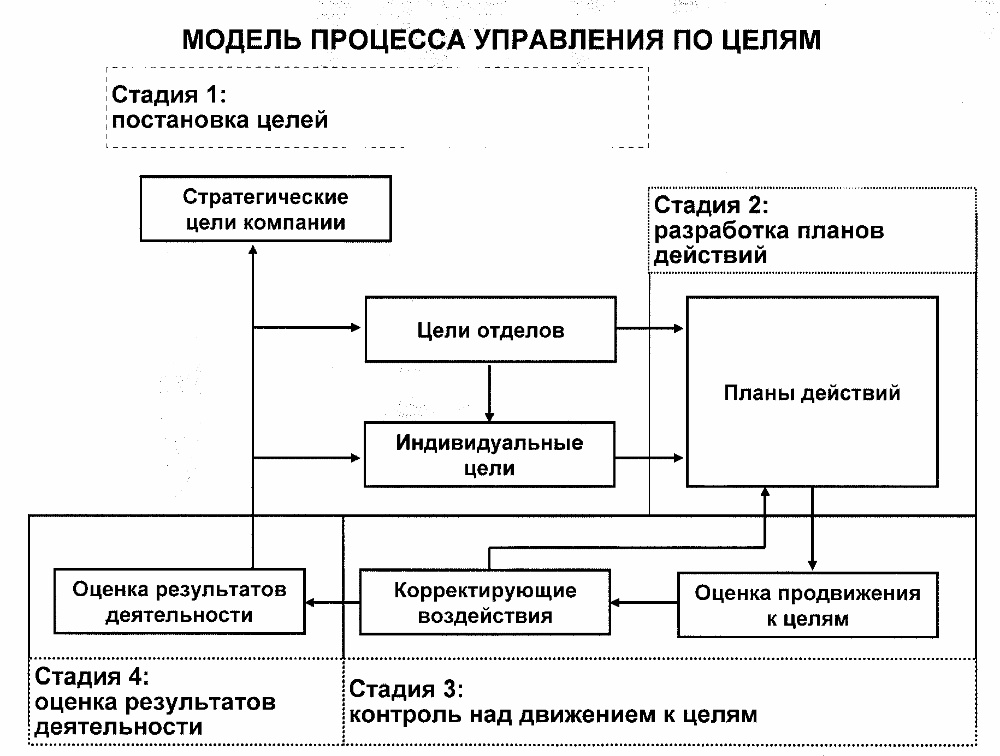 МОДЕЛЬ ПРОЦЕССА УПРАВЛЕНИЯ ПО ЦЕЛЯМ
Стадия 1:
постановка целей
Стратегические
цели компании
Стадия 2:
разработка планов
действий
Цели отделов
Планы действий
Индивидуальные
цели
Оценка результатов
деятельности
Корректирующие
воздействия
Оценка продвижения
к целям
Стадия 4:
оценка результатов
деятельности
Стадия 3:
контроль над движением к целям